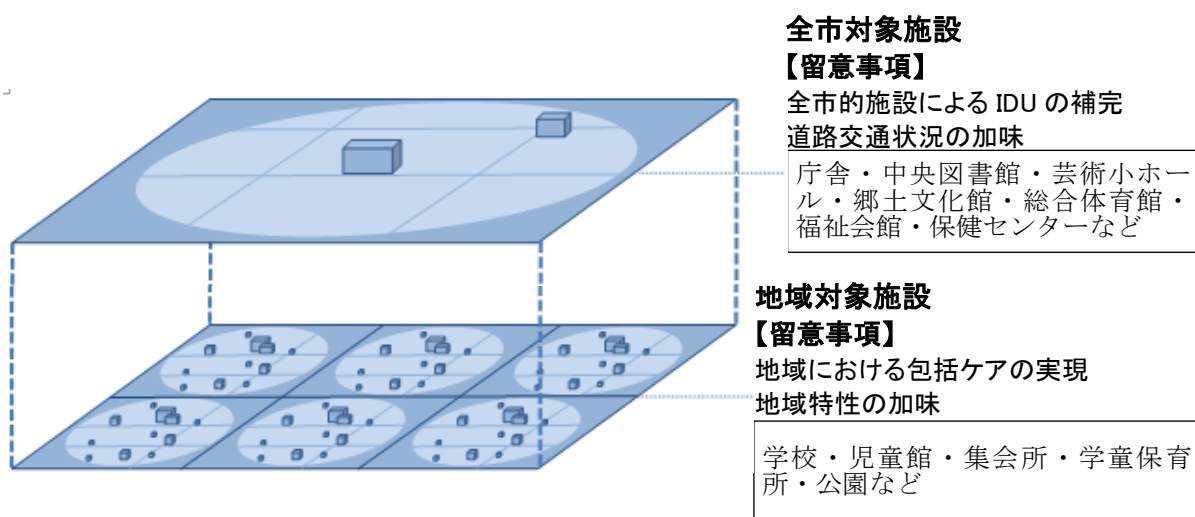 全市対象施設
【留意事項】
全市的施設による IDU の補完
道路交通状況の加味
庁舎・中央図書館・芸術小ホー
ル・郷土文化館・総合体育館・
福祉会館・保健センターなど
地域対象施設
【留意事項】
地域における包括ケアの実現
地域特性の加味
学校・児童館・集会所・学童保育
所・公園など